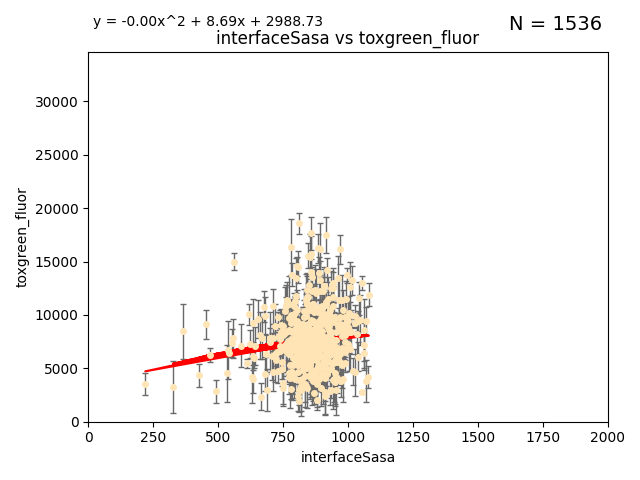 y = -0.00x^2 + 8.69x + 2988.73
N = 1536
interfaceSasa vs toxgreen_fluor
toxgreen_fluor
30000
25000
20000
15000
10000
5000
0
0 250 500 750 1000 1250 1500 1750 2000
interfaceSasa